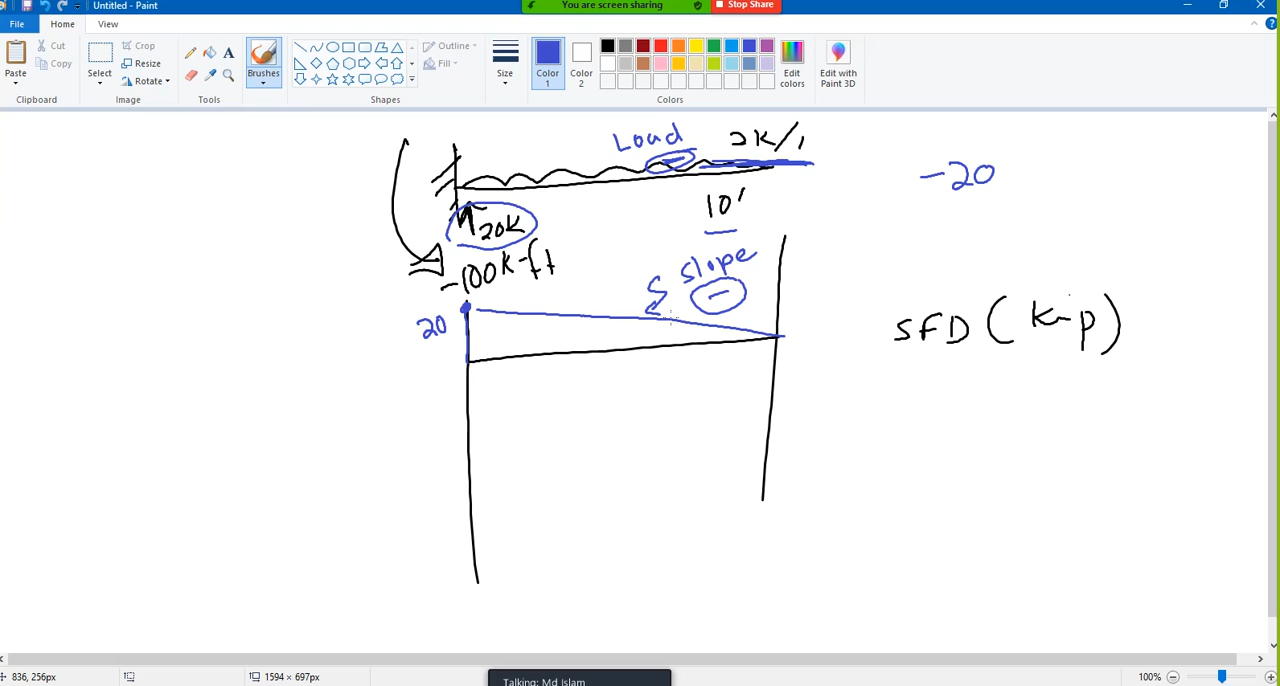 Untitled - Paint
You are screen sharing
Stop Share
File
Home
View
Paste
Cut
Copy
Clipboard
Select
Crop
Resize
Rotate
Image
Tools
Brushes
Outline
Fill
Shapes
Size
Color 1
Color 2
Edit colors
Edit with Paint 3D
Colors
Load
2K/'
-20
20K
10'
-100K-ft
slope
S
-
20
SFD (Kip)
836, 256px
1594 × 697px
Talking: Md Islam
100%